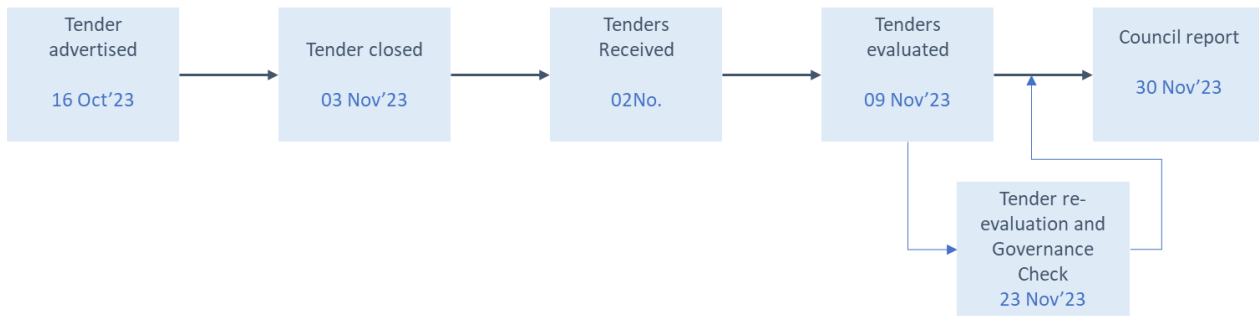 Tender
advertised
16 Oct’23
Tender closed
03 Nov’23
Tenders
Received
02No.
Tenders
evaluated
09 Nov’23
Council report
30 Nov’23
Tender re-
evaluation and
Governance
Check
23 Nov’23